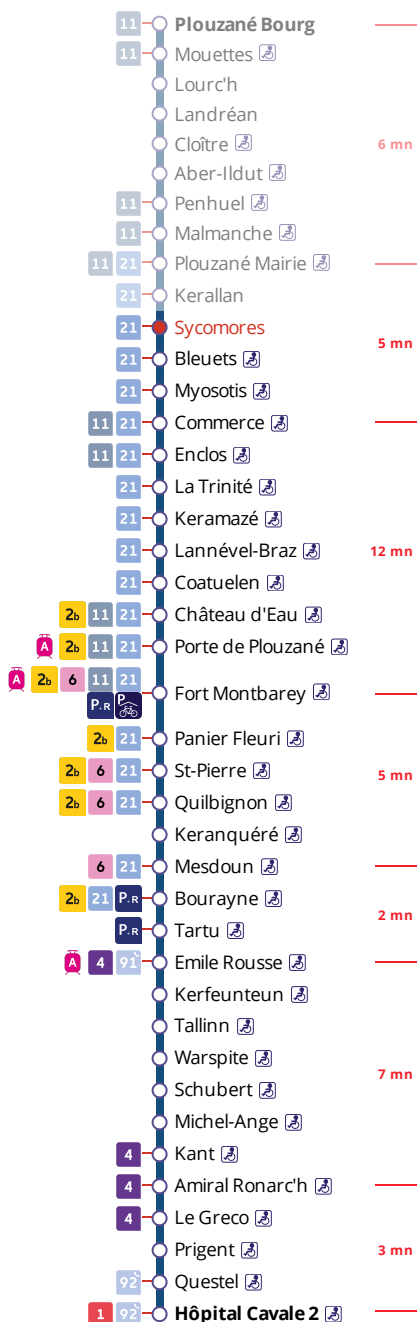 11 Plouzané Bourg
11 Mouettes
Lourc'h
Landréan
Cloître
6 mn
Aber-Ildut
11 Penhuel
11 Malmanche
11 21 Plouzané Mairie
21 Kerallan
21 Sycomores
5 mn
21 Bleuets
21 Myosotis
11 21 Commerce
11 21 Enclos
21 La Trinité
21 Keramazé
21 Lannével-Braz
12 mn
21 Coatuelen
2b 11 21 Château d'Eau
A 2b 11 21 Porte de Plouzané
A 2b 6 11 21
Fort Montbarey
P+R P
2b 21 Panier Fleuri
2b 6 21 St-Pierre
5 mn
2b 6 21 Quilbignon
Keranquéré
6 21 Mesdoun
2b 21 P+R Bourayne
2 mn
P+R Tartu
A 4 91 Emile Rousse
Kerfeunteun
Tallinn
Warspite
7 mn
Schubert
Michel-Ange
4 Kant
4 Amiral Ronarc'h
4 Le Greco
Prigent
3 mn
92 Questel
1 92 Hôpital Cavale 2